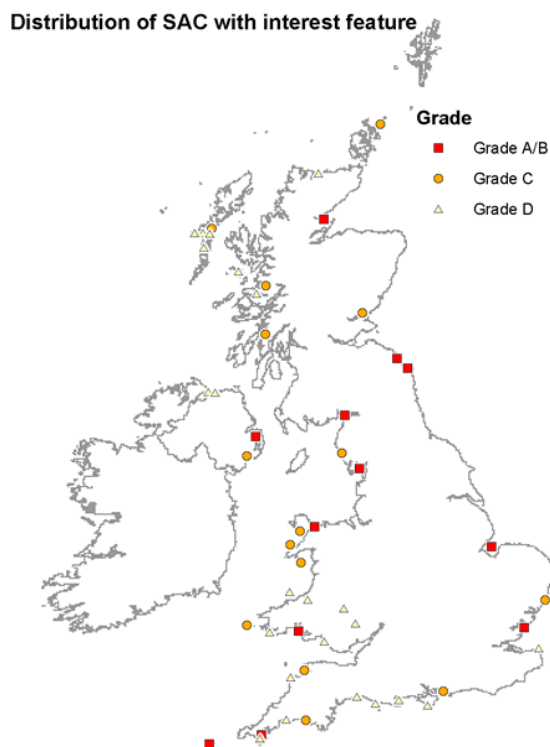 Distribution of SAC with interest feature
Grade
Grade A/B
Grade C
Grade D